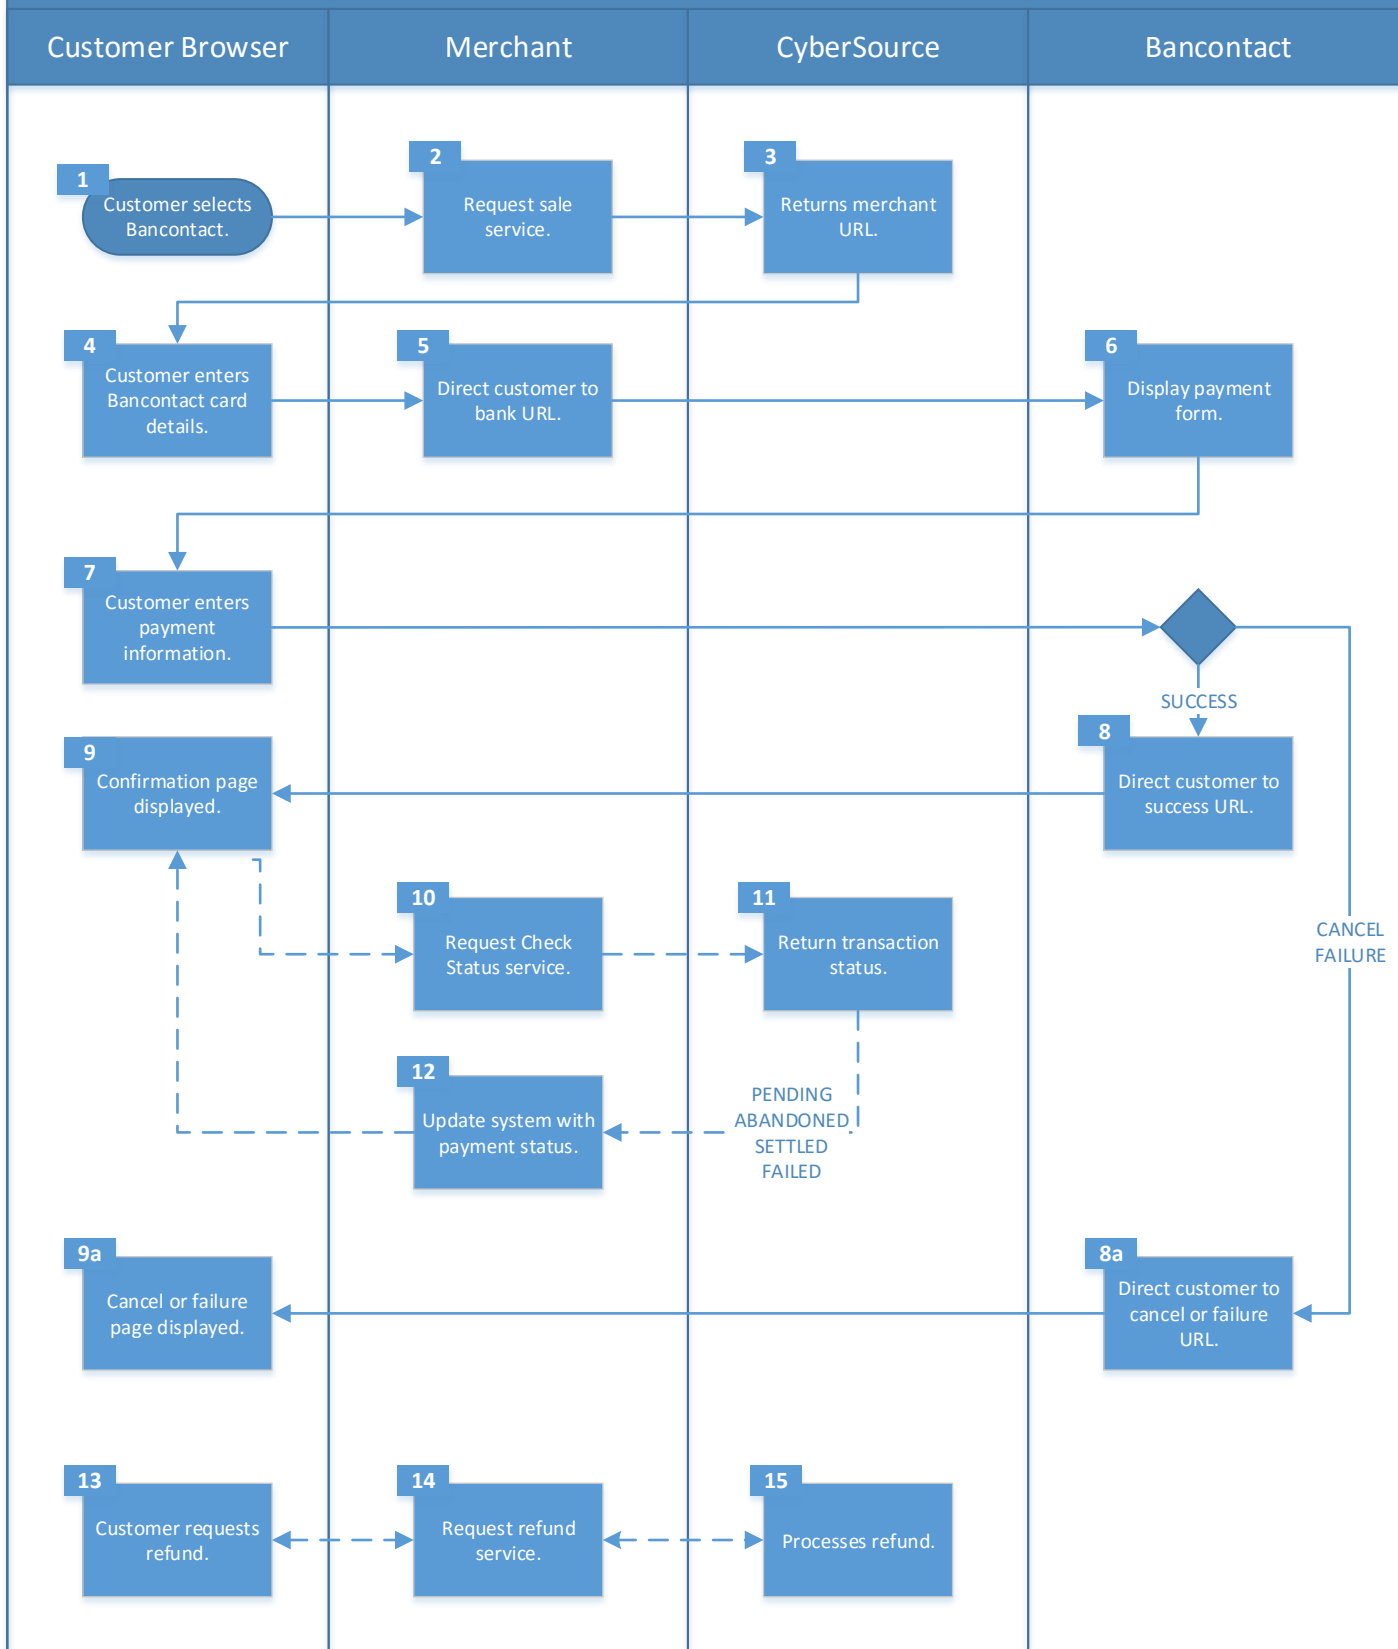 Customer Browser
Merchant
CyberSource
Bancontact
1
Customer selects
Bancontact.
2
Request sale
service.
3
Returns merchant
URL.
4
Customer enters
Bancontact card
details.
5
Direct customer to
bank URL.
6
Display payment
form.
7
Customer enters
payment
information.
SUCCESS
8
Direct customer to
success URL.
9
Confirmation page
displayed.
10
Request Check
Status service.
11
Return transaction
status.
CANCEL
FAILURE
12
Update system with
payment status.
PENDING
ABANDONED
SETTLED
FAILED
9a
Cancel or failure
page displayed.
8a
Direct customer to
cancel or failure
URL.
13
Customer requests
refund.
14
Request refund
service.
15
Processes refund.